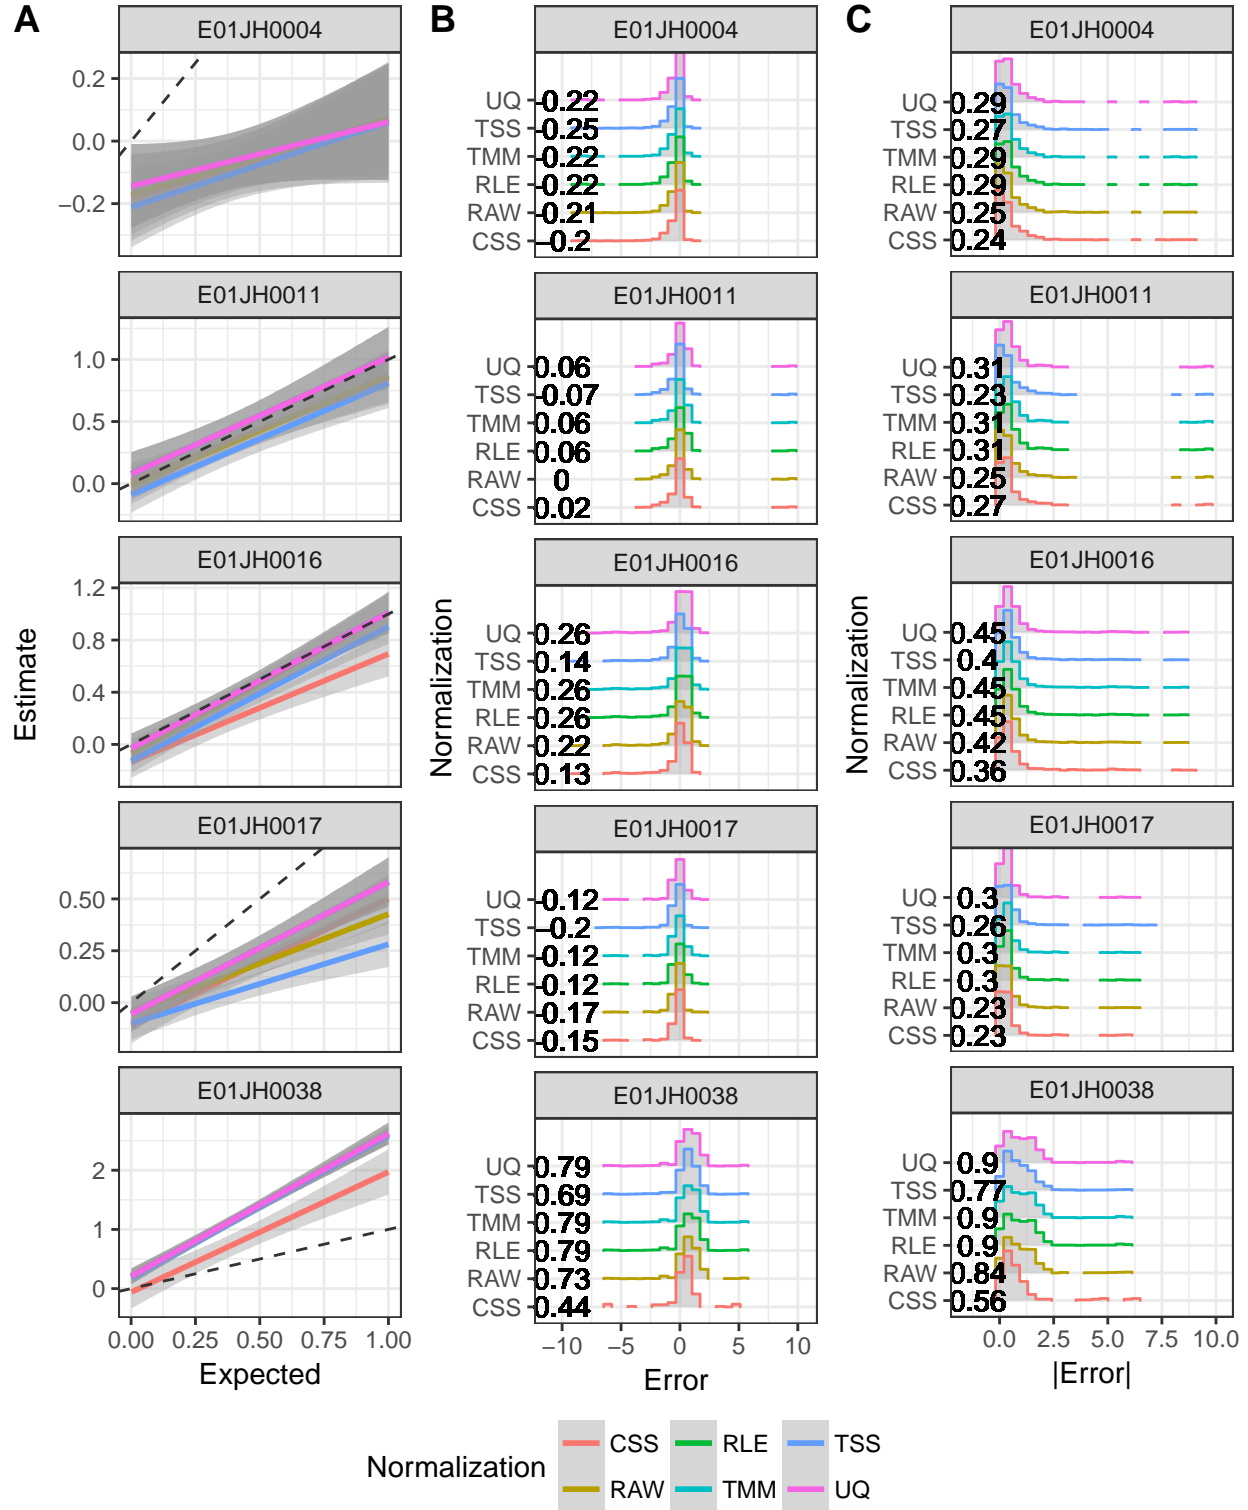 A
E01JH0004
0.2
0.0
−0.2
E01JH0011
1.0
0.5
0.0
E01JH0016
1.2
0.8
0.4
0.0
E01JH0017
0.50
0.25
0.00
E01JH0038
2
1
0
0.00 0.25 0.50 0.75 1.00
Expected
Estimate
B
E01JH0004
UQ −0.22
TSS −0.25
TMM −0.22
RLE −0.22
RAW −0.21
CSS −0.2
E01JH0011
UQ 0.06
TSS −0.07
TMM 0.06
RLE 0.06
RAW 0
CSS 0.02
E01JH0016
UQ 0.26
TSS 0.14
TMM 0.26
RLE 0.26
RAW 0.22
CSS 0.13
E01JH0017
UQ −0.12
TSS −0.2
TMM −0.12
RLE −0.12
RAW −0.17
CSS −0.15
E01JH0038
UQ 0.79
TSS 0.69
TMM 0.79
RLE 0.79
RAW 0.73
CSS 0.44
−10 −5 0 5 10
Error
Normalization
C
E01JH0004
UQ 0.29
TSS 0.27
TMM 0.29
RLE 0.29
RAW 0.25
CSS 0.24
E01JH0011
UQ 0.31
TSS 0.23
TMM 0.31
RLE 0.31
RAW 0.25
CSS 0.27
E01JH0016
UQ 0.45
TSS 0.4
TMM 0.45
RLE 0.45
RAW 0.42
CSS 0.36
E01JH0017
UQ 0.3
TSS 0.26
TMM 0.3
RLE 0.3
RAW 0.23
CSS 0.23
E01JH0038
UQ 0.9
TSS 0.77
TMM 0.9
RLE 0.9
RAW 0.84
CSS 0.56
0.0 2.5 5.0 7.5 10.0
|Error|
Normalization
Normalization
CSS RLE TSS
RAW TMM UQ